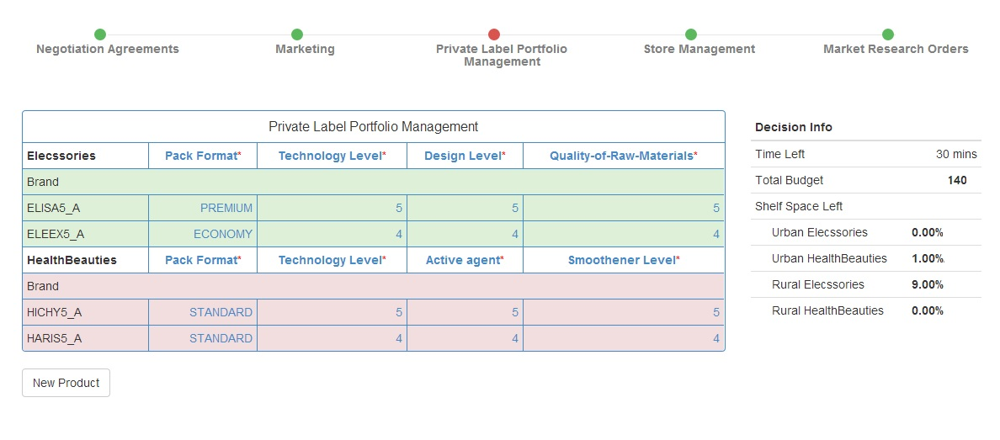 Negotiation Agreements
Marketing
Private Label Portfolio
Management
Store Management
Market Research Orders
Private Label Portfolio Management
Elecssories Pack Format* Technology Level* Design Level* Quality-of-Raw-Materials*
Brand
ELISA5_A PREMIUM 5 5 5
ELEEX5_A ECONOMY 4 4 4
HealthBeauties Pack Format* Technology Level* Active agent* Smoothener Level*
Brand
HICHY5_A STANDARD 5 5 5
HARIS5_A STANDARD 4 4 4
New Product
Decision Info
Time Left 30 mins
Total Budget 140
Shelf Space Left
Urban Elecssories 0.00%
Urban HealthBeauties 1.00%
Rural Elecssories 9.00%
Rural HealthBeauties 0.00%